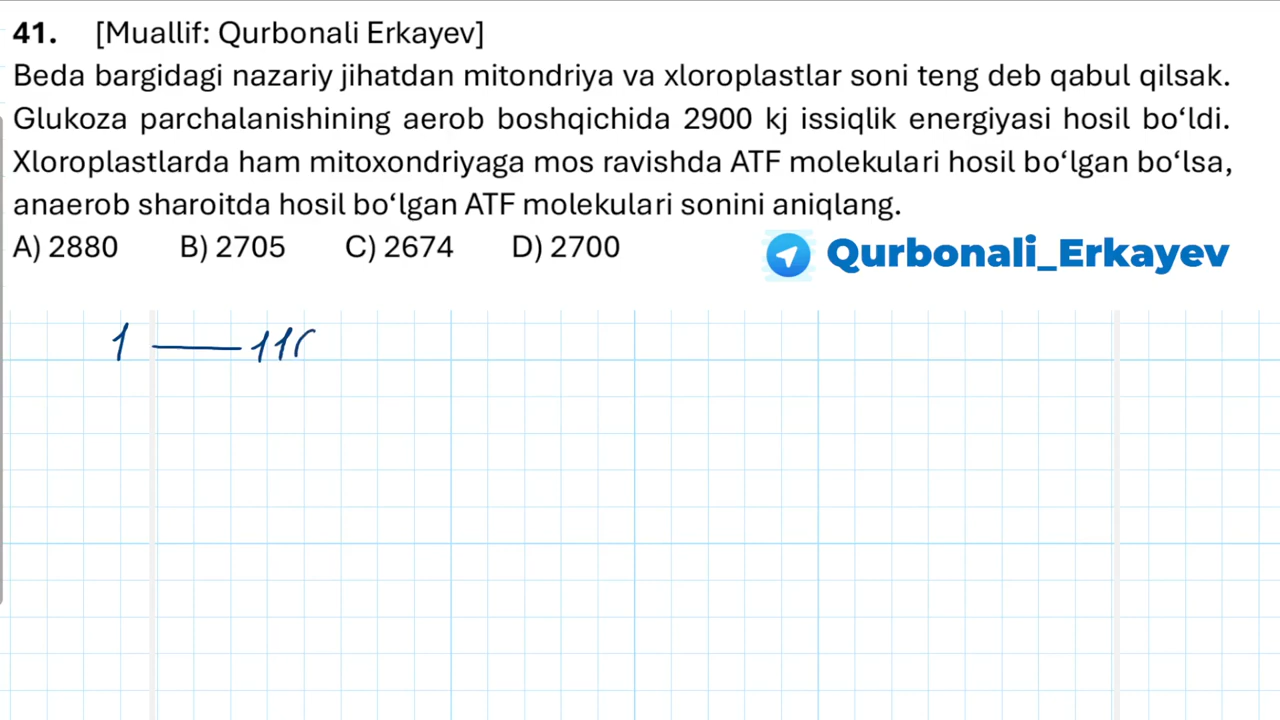 41. [Muallif: Qurbonali Erkayev]
Beda bargidagi nazariy jihatdan mitondriya va xloroplastlar soni teng deb qabul qilsak.
Glukoza parchalanishining aerob boshqichida 2900 kj issiqlik energiyasi hosil bo‘ldi.
Xloroplastlarda ham mitoxondriyaga mos ravishda ATF molekulari hosil bo‘lgan bo‘lsa,
anaerob sharoitda hosil bo‘lgan ATF molekulari sonini aniqlang.
A) 2880 B) 2705 C) 2674 D) 2700
Qurbonali_Erkayev
1 —